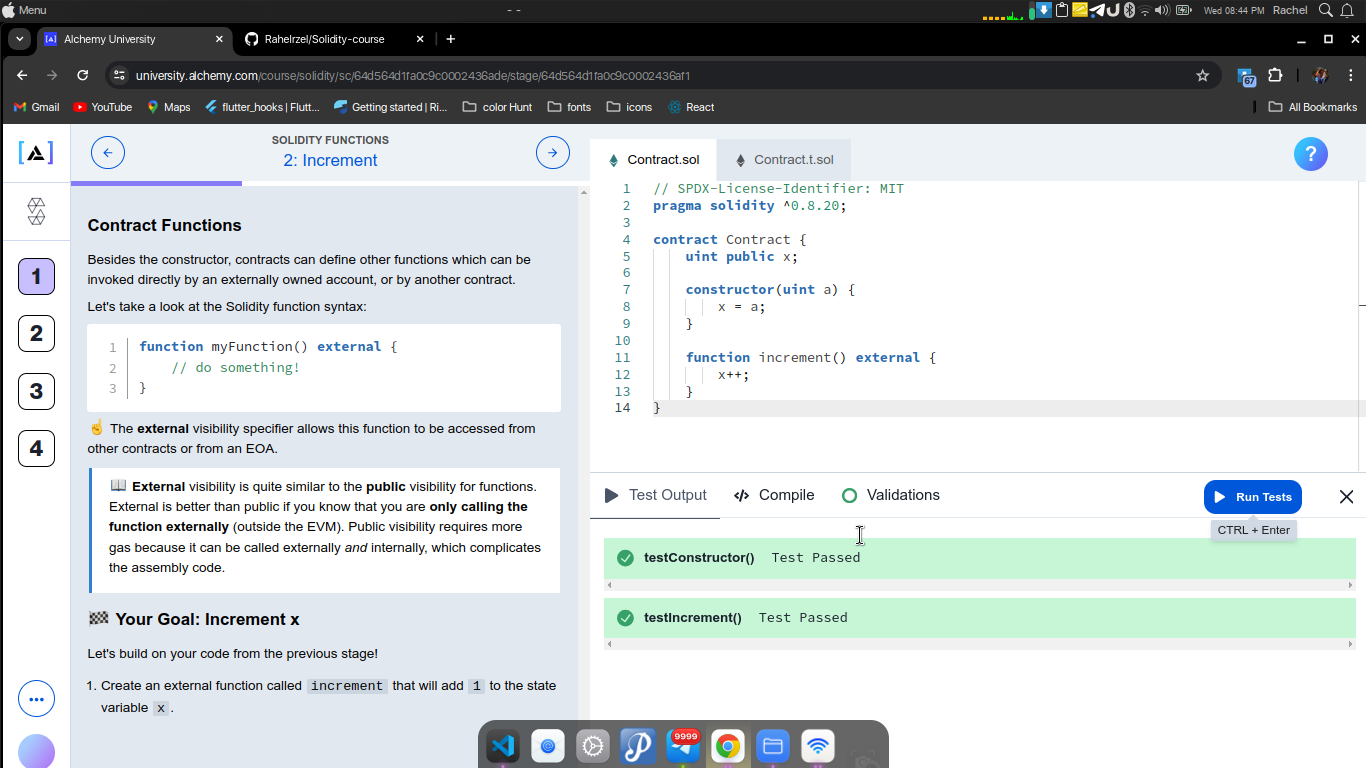 Menu
- -
Wed 08:44 PM
Rachel
Alchemy University
Rahelrzel/Solidity-course
university.alchemy.com/course/solidity/sc/64d564d1fa0c9c0002436ade/stage/64d564d1fa0c9c0002436af1
67
Gmail
YouTube
Maps
flutter_hooks | Flutt...
Getting started | Ri...
color Hunt
fonts
icons
React
All Bookmarks
SOLIDITY FUNCTIONS
2: Increment
1
2
3
4
Contract Functions
Besides the constructor, contracts can define other functions which can be
invoked directly by an externally owned account, or by another contract.
Let's take a look at the Solidity function syntax:
1 function myFunction() external {
2 // do something!
3 }
☝️ The external visibility specifier allows this function to be accessed from
other contracts or from an EOA.
📖 External visibility is quite similar to the public visibility for functions.
External is better than public if you know that you are only calling the
function externally (outside the EVM). Public visibility requires more
gas because it can be called externally and internally, which complicates
the assembly code.
🏁 Your Goal: Increment x
Let's build on your code from the previous stage!
1. Create an external function called increment that will add 1 to the state
variable x .
Contract.sol
Contract.t.sol
?
1 // SPDX-License-Identifier: MIT
2 pragma solidity ^0.8.20;
3
4 contract Contract {
5 uint public x;
6
7 constructor(uint a) {
8 x = a;
9 }
10
11 function increment() external {
12 x++;
13 }
14 }
Test Output
Compile
Validations
Run Tests
CTRL + Enter
testConstructor() Test Passed
testIncrement() Test Passed
9999